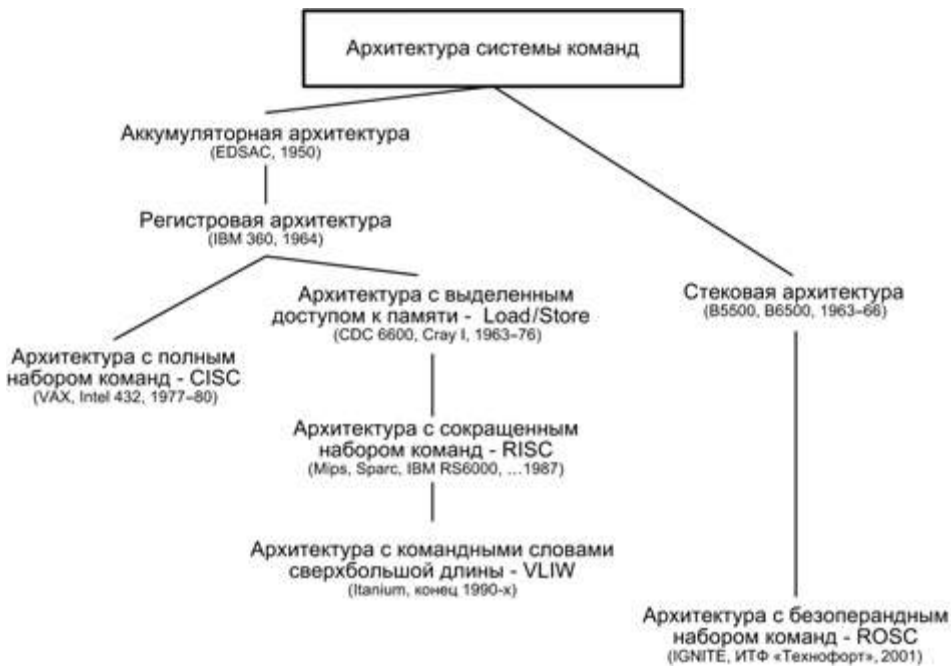 Архитектура системы команд
Аккумуляторная архитектура
(EDSAC, 1950)
Регистровая архитектура
(IBM 360, 1964)
Архитектура с выделенным
доступом к памяти - Load/Store
(CDC 6600, Cray I, 1963–76)
Стековая архитектура
(B5500, B6500, 1963–66)
Архитектура с полным
набором команд - CISC
(VAX, Intel 432, 1977–80)
Архитектура с сокращенным
набором команд - RISC
(Mips, Sparc, IBM RS6000, …1987)
Архитектура с командными словами
сверхбольшой длины - VLIW
(Itanium, конец 1990-х)
Архитектура с безоперандным
набором команд - ROSC
(IGNITE, ИТФ «Технофорт», 2001)